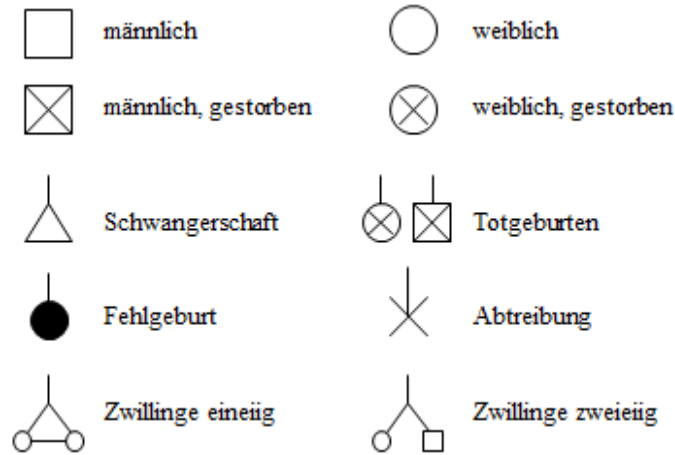 männlich
weiblich
männlich, gestorben
weiblich, gestorben
Schwangerschaft
Totgeburten
Fehlgeburt
Abtreibung
Zwillinge eineiig
Zwillinge zweieiig